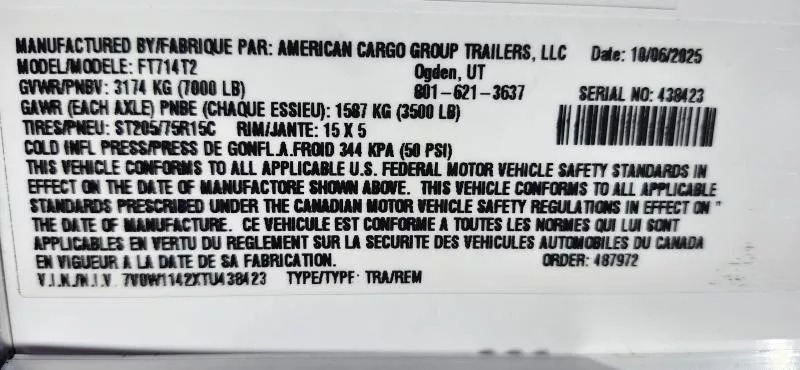 MANUFACTURED BY/FABRIQUE PAR: AMERICAN CARGO GROUP TRAILERS, LLC Date: 10/06/2025
MODEL/MODELE: FT714T2 Ogden, UT
GVWR/PNBV: 3174 KG (7000 LB) 801-621-3637 SERIAL NO: 438423
GAWR (EACH AXLE) PNBE (CHAQUE ESSIEU): 1587 KG (3500 LB)
TIRES/PNEU: ST205/75R15C RIM/JANTE: 15 X 5
COLD INFL PRESS/PRESS DE GONFL.A.FROID 344 KPA (50 PSI)
THIS VEHICLE CONFORMS TO ALL APPLICABLE U.S. FEDERAL MOTOR VEHICLE SAFETY STANDARDS IN
EFFECT ON THE DATE OF MANUFACTORE SHOWN ABOVE. THIS VEHICLE CONFORMS TO ALL APPLICABLE
STANDARDS PRESCRIBED UNDER THE CANADIAN MOTOR VEHICLE SAFETY REGULATIONS IN EFFECT ON "
THE DATE OF MANUFACTURE. CE VEHICULE EST CONFORME A TOUTES LES NORMES QUI LUI SONT
APPLICABLES EN VERTU DU REGLEMENT SUR LA SECURITE DES VEHICULES AUTOMOBILES DU CANADA
EN VIGUEUR A LA DATE DE SA FABRICATION. ORDER: 487972
V.I.N./N.I.V. 7V0W1142XTU438423 TYPE/TYPF: TRA/REM